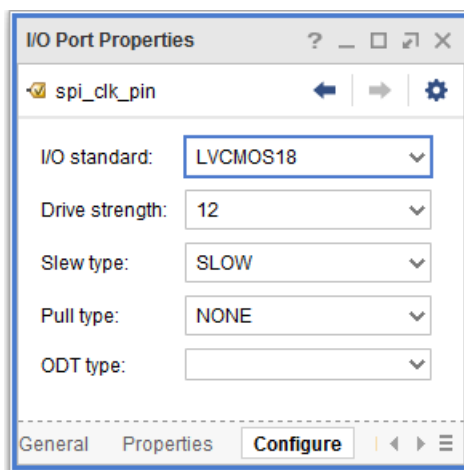 I/O Port Properties
spi_clk_pin
I/O standard: LVCMOS18
Drive strength: 12
Slew type: SLOW
Pull type: NONE
ODT type:
General Properties Configure